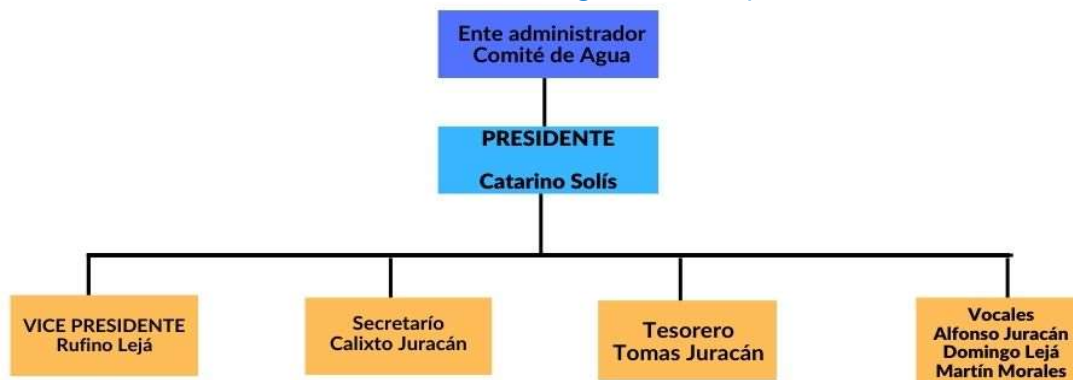 Ente administrador
Comité de Agua
PRESIDENTE
Catarino Solís
VICE PRESIDENTE
Rufino Lejá
Secretarío
Calixto Juracán
Tesorero
Tomas Juracán
Vocales
Alfonso Juracán
Domingo Lejá
Martín Morales